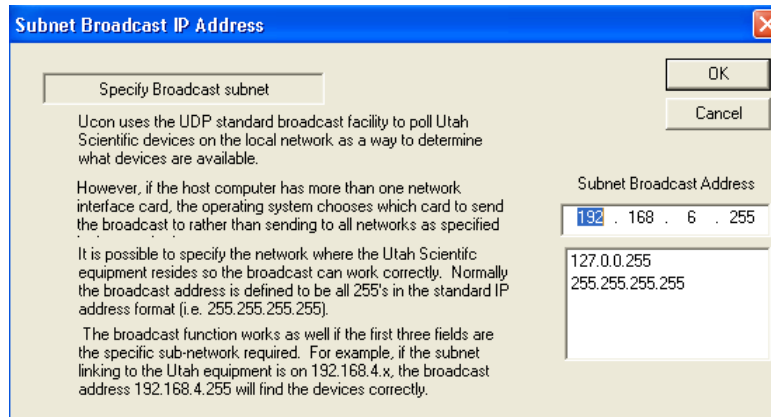 Subnet Broadcast IP Address
Specify Broadcast subnet
OK
Cancel
Ucon uses the UDP standard broadcast facility to poll Utah
Scientific devices on the local network as a way to determine
what devices are available.
However, if the host computer has more than one network
interface card, the operating system chooses which card to send
the broadcast to rather than sending to all networks as specified
It is possible to specify the network where the Utah Scientifc
equipment resides so the broadcast can work correctly. Normally
the broadcast address is defined to be all 255's in the standard IP
address format (i.e. 255.255.255.255).
The broadcast function works as well if the first three fields are
the specific sub-network required. For example, if the subnet
linking to the Utah equipment is on 192.168.4.x, the broadcast
address 192.168.4.255 will find the devices correctly.
Subnet Broadcast Address
192 . 168 . 6 . 255
127.0.0.255
255.255.255.255